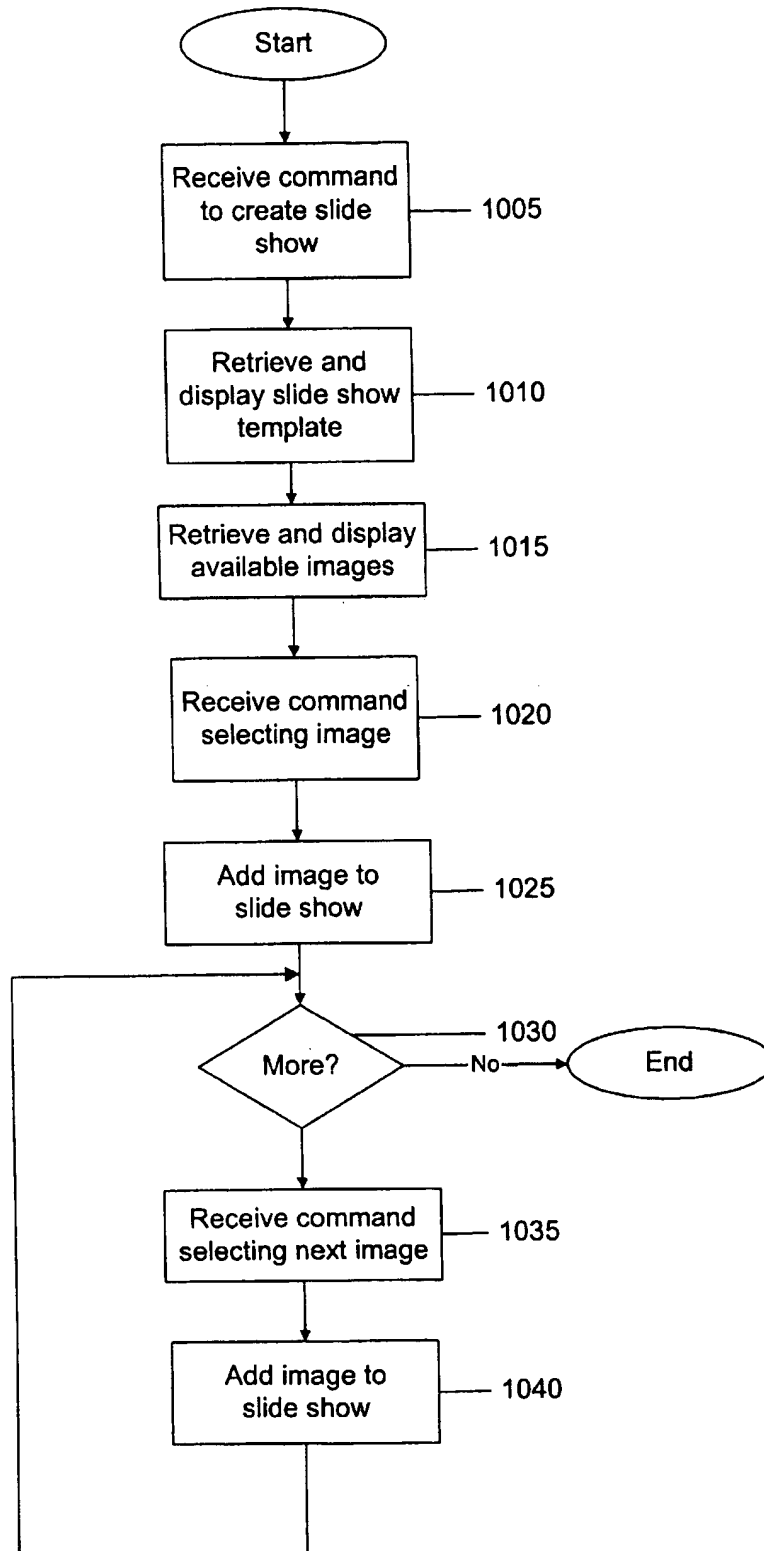 Start
Receive command
to create slide
show
1005
Retrieve and
display slide show
template
1010
Retrieve and display
available images
1015
Receive command
selecting image
1020
Add image to
slide show
1025
1030
More?
No
End
Receive command
selecting next image
1035
Add image to
slide show
1040